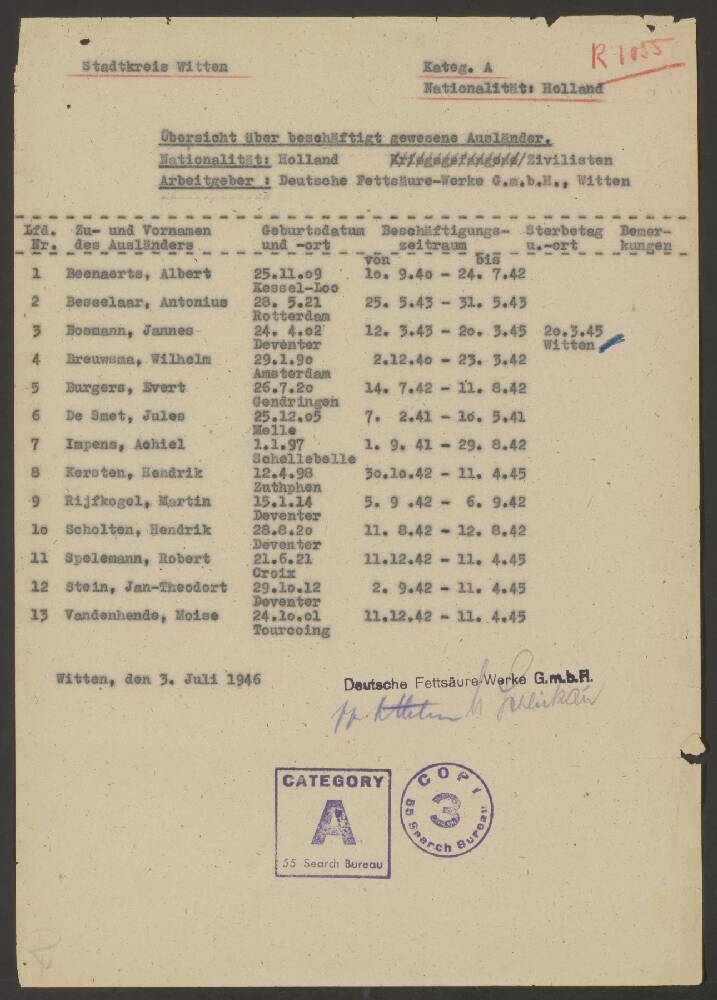 R 1055
Stadtkreis Witten Kateg. A
Nationalität: Holland
Übersicht über beschäftigt gewesene Ausländer.
Nationalität: Holland Kriegsgefangene/Zivilisten
Arbeitgeber : Deutsche Fettsäure-Werke G.m.b.H., Witten
Lfd. Zu- und Vornamen Geburtsdatum Beschäftigungs- Sterbetag Bemer-
Nr. des Ausländers und -ort zeitraum u.-ort kungen
von bis
1 Beenaerts, Albert 25.11.09 1o. 9.4o - 24. 7.42
Kessel-Loo
2 Besselaar, Antonius 28. 5.21 25. 5.43 - 31. 5.43
Rotterdam
3 Bosmann, Jannes 24. 4.02 12. 3.43 - 2o. 3.45 2o.3.45
Deventer Witten
4 Breuwsma, Wilhelm 29.1.9o 2.12.4o - 23. 3.42
Amsterdam
5 Burgers, Evert 26.7.2o 14. 7.42 - 11. 8.42
Gendringen
6 De Smet, Jules 25.12.o5 7. 2.41 - 16. 5.41
Melle
7 Impens, Achiel 1.1.97 1. 9. 41 - 29. 8.42
Schellebelle
8 Kersten, Hendrik 12.4.98 3o.1o.42 - 11. 4.45
Zuthphen
9 Rijfkogel, Martin 15.1.14 5. 9 .42 - 6. 9.42
Deventer
1o Scholten, Hendrik 28.8.2o 11. 8.42 - 12. 8.42
Deventer
11 Spelemann, Robert 21.6.21 11.12.42 - 11. 4.45
Croix
12 Stein, Jan-Theodort 29.1o.12 2. 9.42 - 11. 4.45
Deventer
13 Vandenhende, Moise 24.1o.o1 11.12.42 - 11. 4.45
Tourcoing
Witten, den 3. Juli 1946 Deutsche Fettsäure-Werke G.m.b.H.
CATEGORY
A
55 Search Bureau
COPY
3
55 Search Bureau